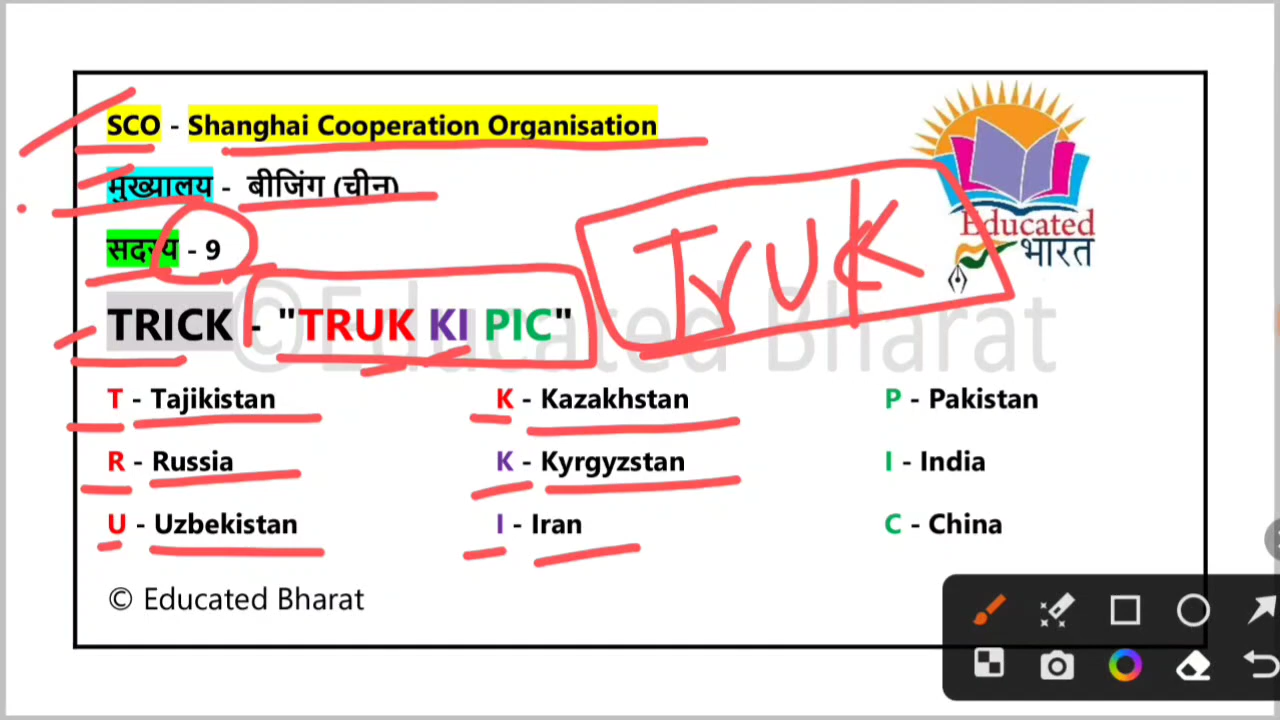 SCO - Shanghai Cooperation Organisation
मुख्यालय - बीजिंग (चीन)
सदस्य - 9
Educated
भारत
Truk
TRICK - "TRUK KI PIC"
©Educated Bharat
T - Tajikistan K - Kazakhstan P - Pakistan
R - Russia K - Kyrgyzstan I - India
U - Uzbekistan I - Iran C - China
© Educated Bharat